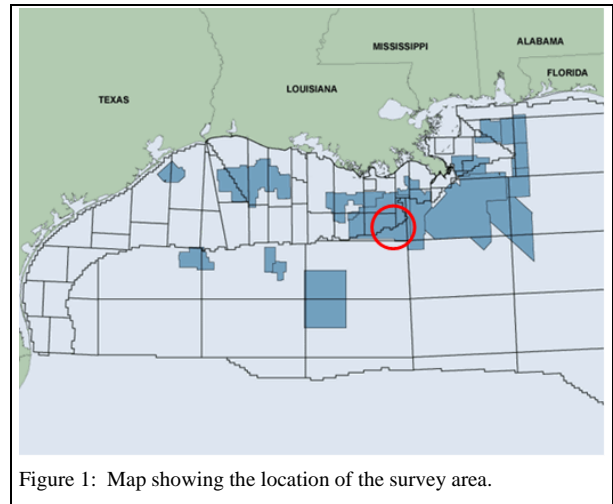 MISSISSIPPI
ALABAMA
FLORIDA
LOUISIANA
TEXAS
Figure 1: Map showing the location of the survey area.